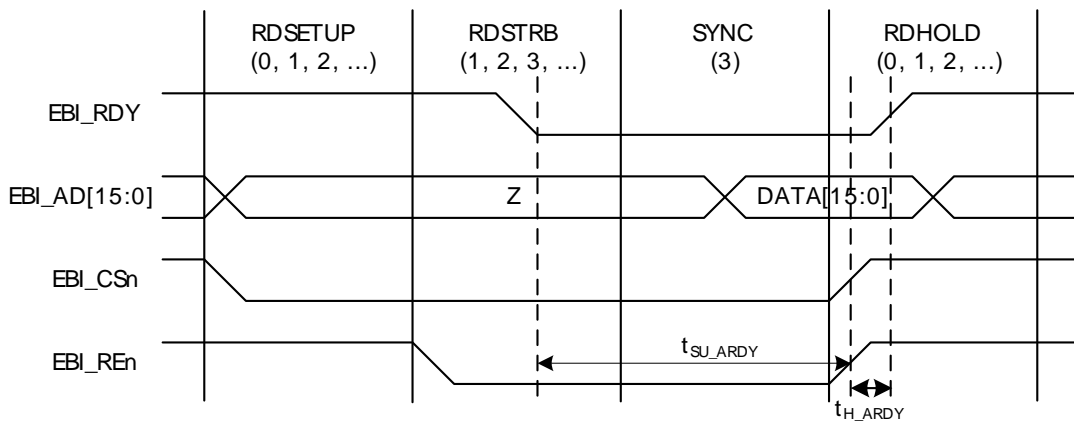 RDSETUP
(0, 1, 2, ...)
RDSTRB
(1, 2, 3, ...)
SYNC
(3)
RDHOLD
(0, 1, 2, ...)
EBI_RDY
EBI_AD[15:0]
Z
DATA[15:0]
EBI_CSn
EBI_REn
tSU_ARDY
tH_ARDY